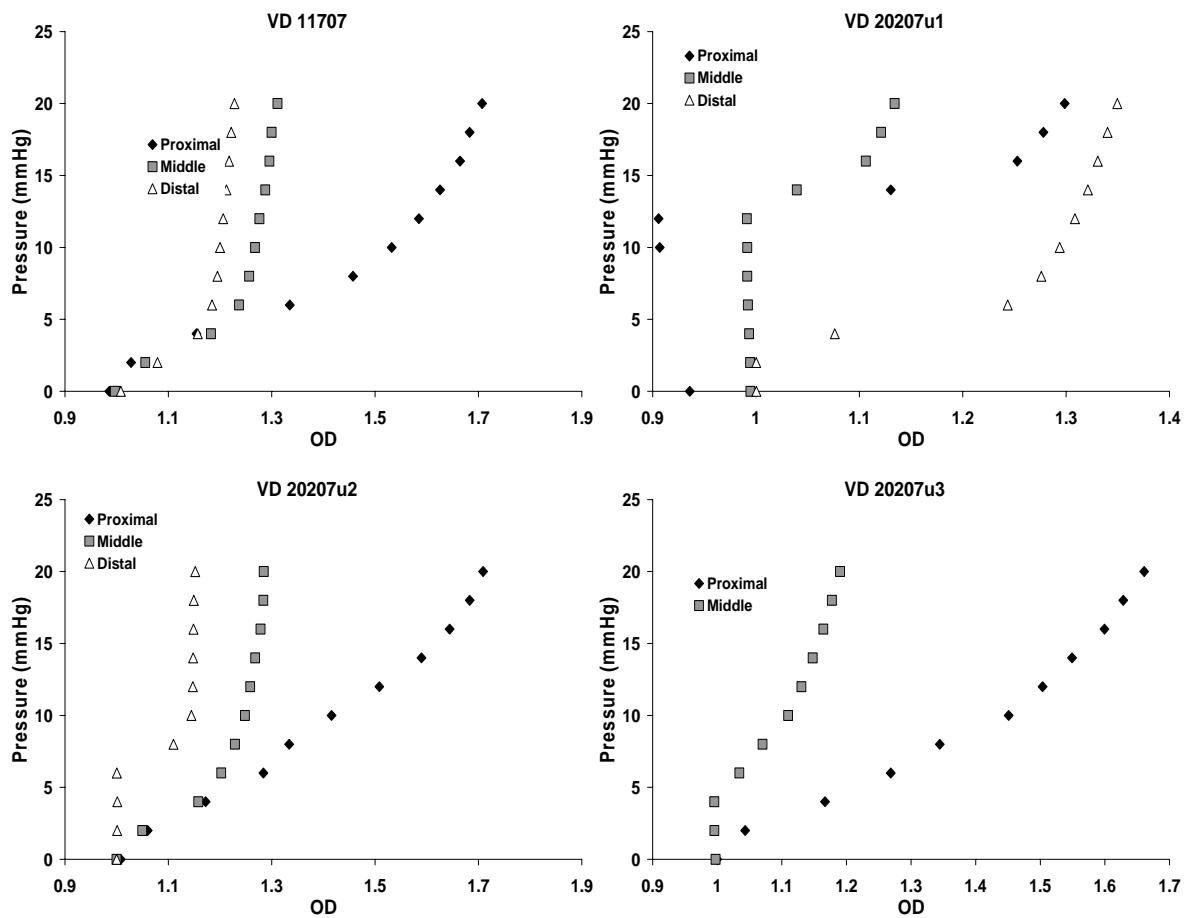 VD 11707
25
20
15
10
5
0
Pressure (mmHg)
Proximal
Middle
Distal
0.9 1.1 1.3 1.5 1.7 1.9
OD
VD 20207u1
25
20
15
10
5
0
Pressure (mmHg)
Proximal
Middle
Distal
0.9 1 1.1 1.2 1.3 1.4
OD
VD 20207u2
25
20
15
10
5
0
Pressure (mmHg)
Proximal
Middle
Distal
0.9 1.1 1.3 1.5 1.7 1.9
OD
VD 20207u3
25
20
15
10
5
0
Pressure (mmHg)
Proximal
Middle
0.9 1 1.1 1.2 1.3 1.4 1.5 1.6 1.7
OD